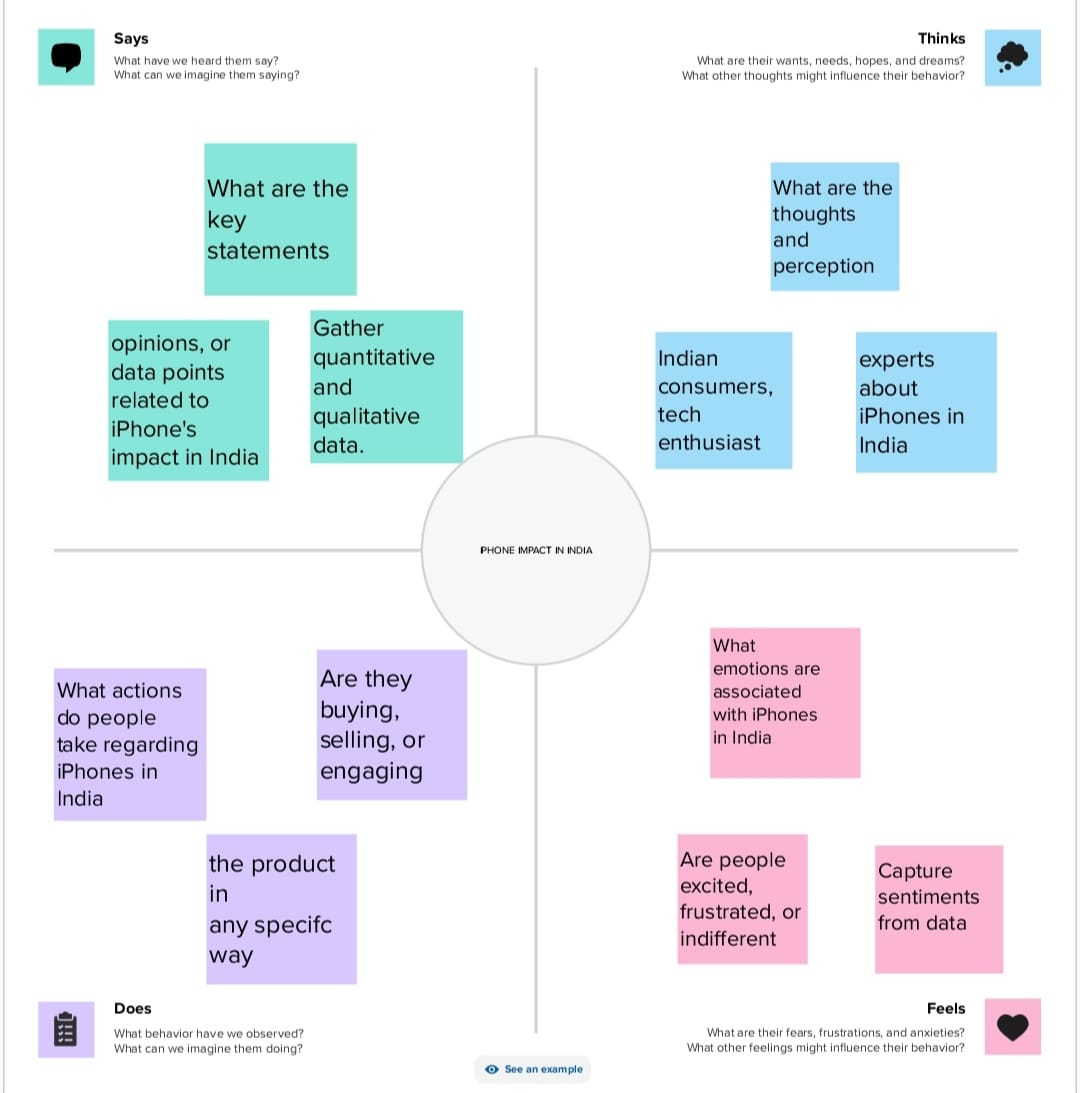 Says
What have we heard them say?
What can we imagine them saying?
Thinks
What are their wants, needs, hopes, and dreams?
What other thoughts might influence their behavior?
What are the
key
statements
opinions, or
data points
related to
iPhone's
impact in India
Gather
quantitative
and
qualitative
data.
What are the
thoughts
and
perception
Indian
consumers,
tech
enthusiast
experts
about
iPhones in
India
PHONE IMPACT IN INDIA
What actions
do people
take regarding
iPhones in
India
Are they
buying,
selling, or
engaging
the product
in
any specifc
way
What
emotions are
associated
with iPhones
in India
Are people
excited,
frustrated, or
indifferent
Capture
sentiments
from data
Does
What behavior have we observed?
What can we imagine them doing?
Feels
What are their fears, frustrations, and anxieties?
What other feelings might influence their behavior?
See an example